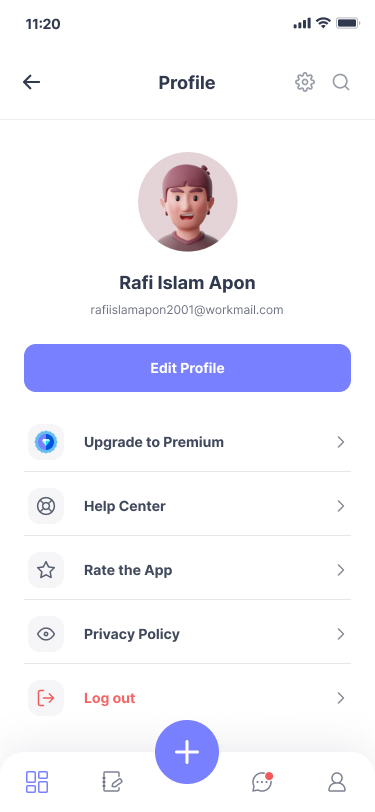 11:20
Profile
Rafi Islam Apon
rafiislamapon2001@workmail.com
Edit Profile
Upgrade to Premium
Help Center
Rate the App
Privacy Policy
Log out